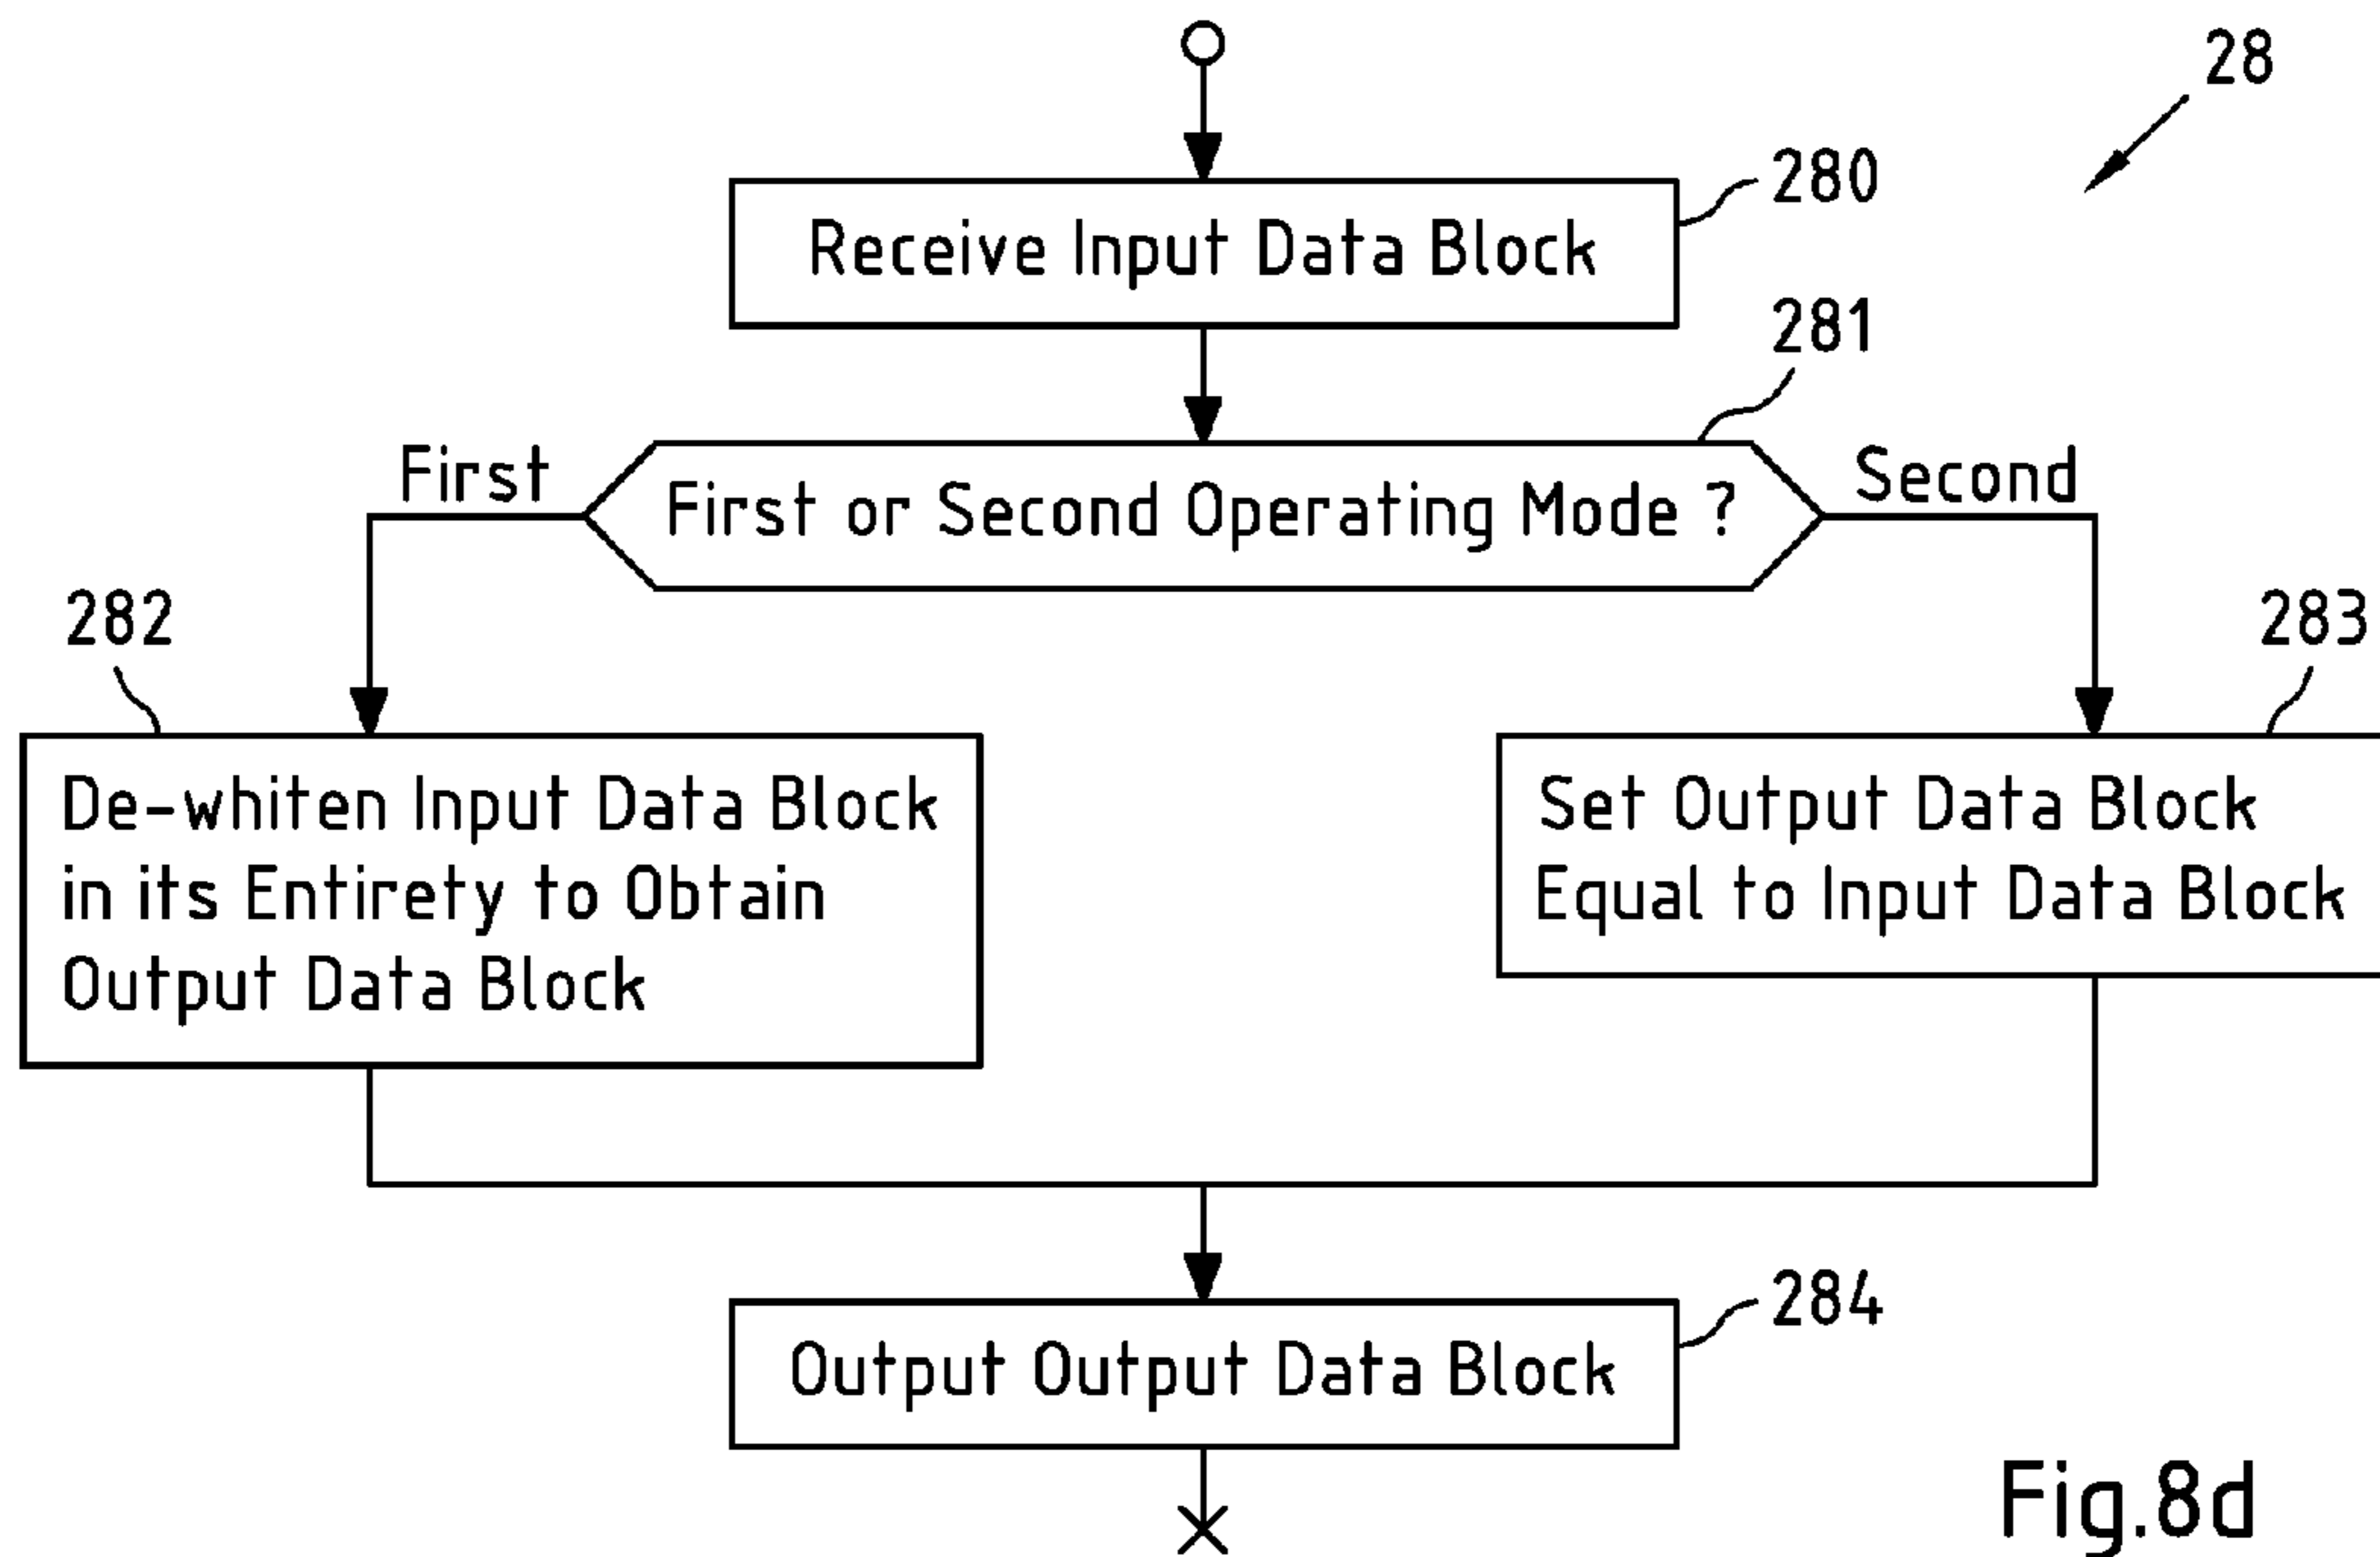 28
280
Receive Input Data Block
281
First
First or Second Operating Mode ?
Second
282
283
De-whiten Input Data Block
in its Entirety to Obtain
Output Data Block
Set Output Data Block
Equal to Input Data Block
284
Output Output Data Block
Fig.8d